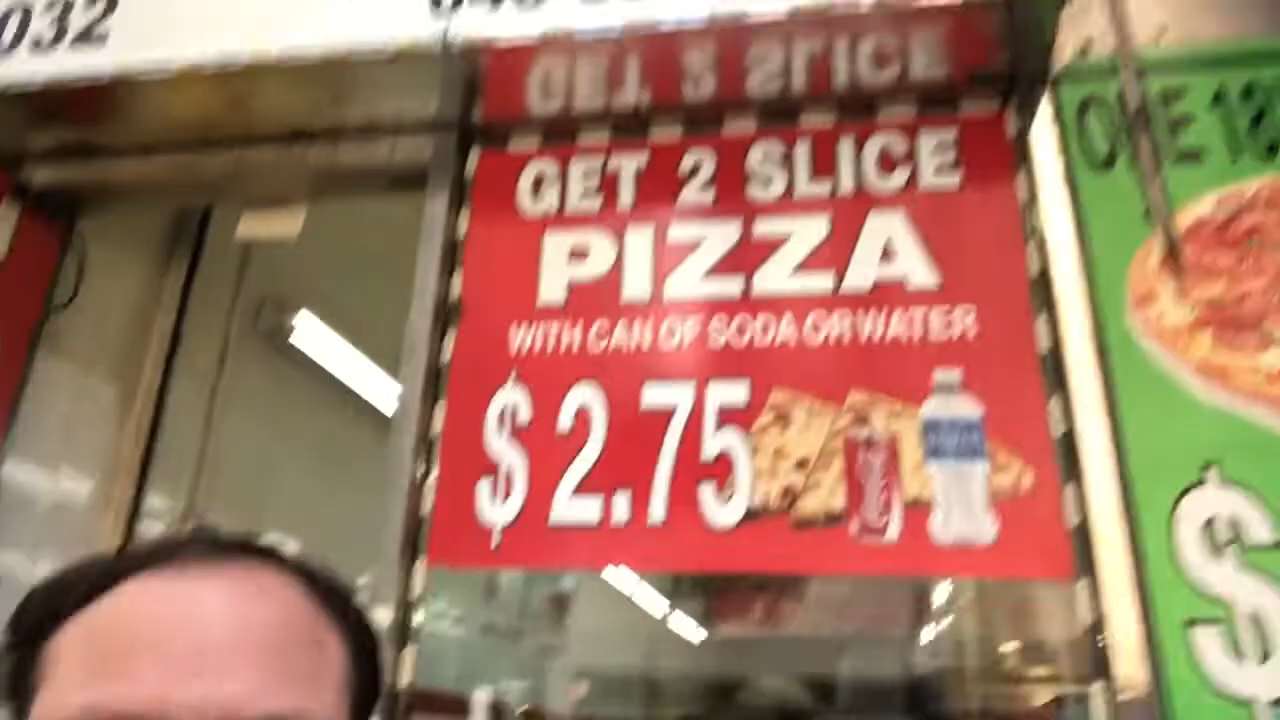 032
GET 2 SLICE
GET 2 SLICE
PIZZA
WITH CAN OF SODA OR WATER
$2.75
$